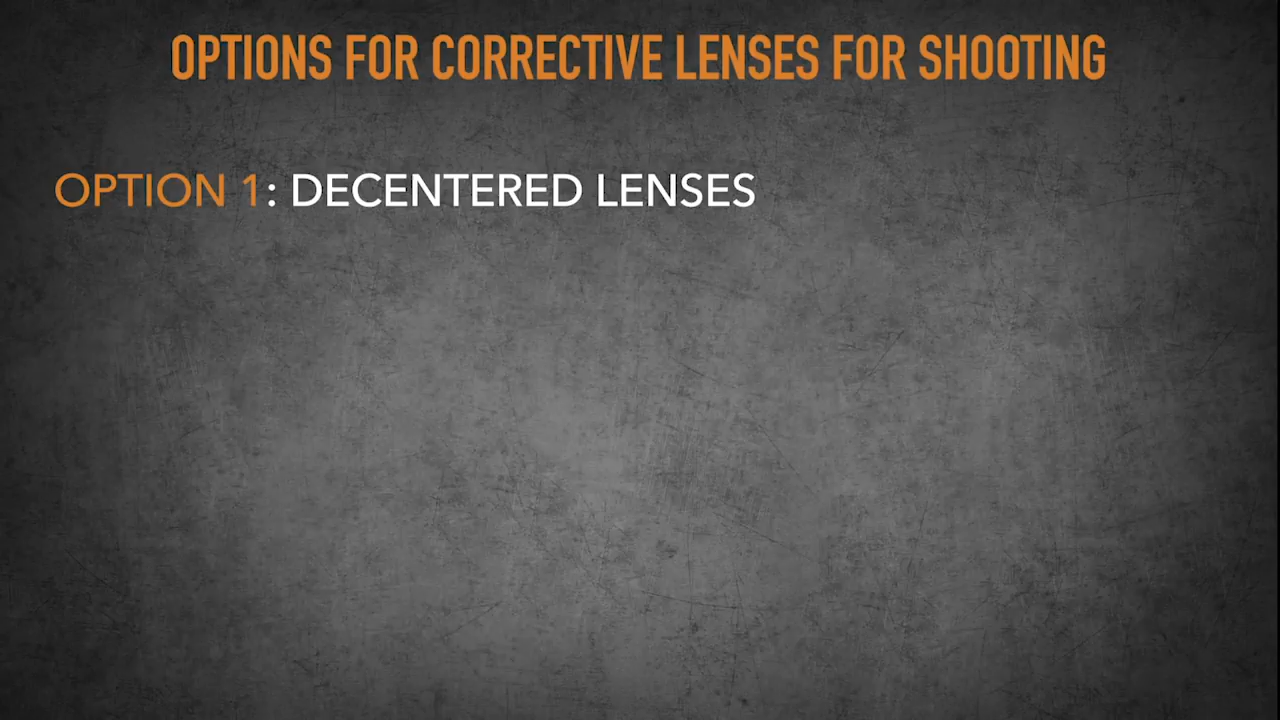 OPTIONS FOR CORRECTIVE LENSES FOR SHOOTING
OPTION 1: DECENTERED LENSES